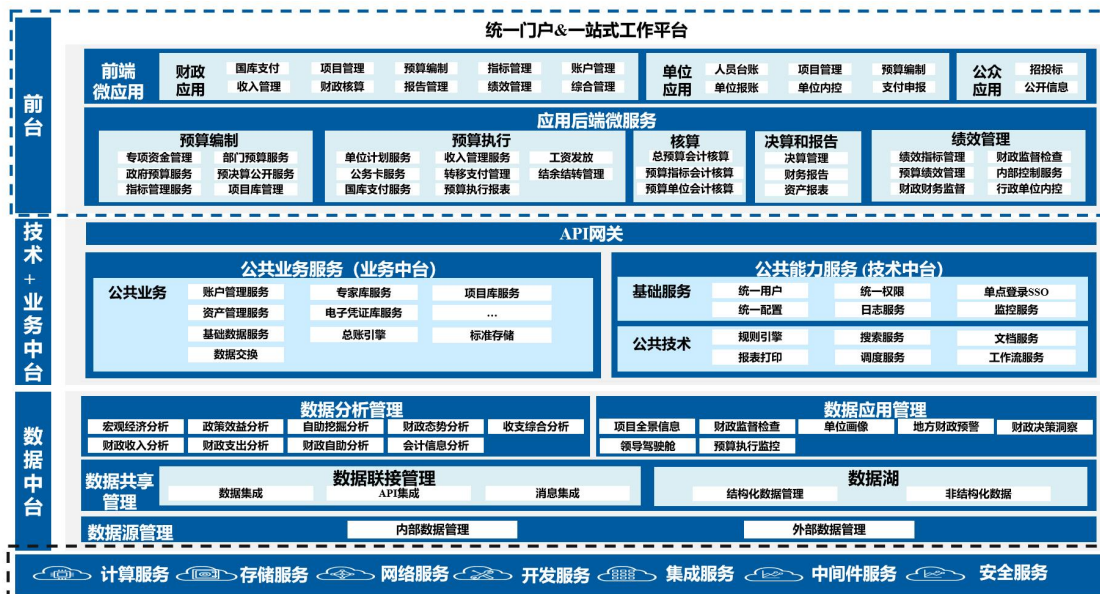 统一门户&一站式工作平台
前台
前端
微应用
财政
应用
国库支付 项目管理 预算编制 指标管理 账户管理
收入管理 财政核算 报告管理 绩效管理 综合管理
单位
应用
人员台账 项目管理 预算编制
单位报账 单位内控 支付申报
公众
应用
招投标
公开信息
应用后端微服务
预算编制
专项资金管理 部门预算服务
政府预算服务 预决算公开服务
指标管理服务 项目库管理
预算执行
单位计划服务 收入管理服务 工资发放
公务卡服务 转移支付管理 结余结转管理
国库支付服务 预算执行报表
核算
总预算会计核算
预算指标会计核算
预算单位会计核算
决算和报告
决算管理
财务报告
资产报表
绩效管理
绩效指标管理 财政监督检查
预算绩效管理 内部控制服务
财政财务监督 行政单位内控
技术+业务中台
API网关
公共业务服务（业务中台）
公共业务
账户管理服务 专家库服务 项目库服务
资产管理服务 电子凭证库服务 …
基础数据服务 总账引擎 标准存储
数据交换
公共能力服务 (技术中台)
基础服务
统一用户 统一权限 单点登录SSO
统一配置 日志服务 监控服务
公共技术
规则引擎 搜索服务 文档服务
报表打印 调度服务 工作流服务
数据中台
数据分析管理
宏观经济分析 政策效益分析 自助挖掘分析 财政态势分析 收支综合分析
财政收入分析 财政支出分析 财政自助分析 会计信息分析
数据应用管理
项目全景信息 财政监督检查 单位画像 地方财政预警 财政决策洞察
领导驾驶舱 预算执行监控
数据共享
管理
数据联接管理
数据集成 API集成 消息集成
数据湖
结构化数据管理 非结构化数据
数据源管理
内部数据管理 外部数据管理
计算服务 存储服务 网络服务 开发服务 集成服务 中间件服务 安全服务